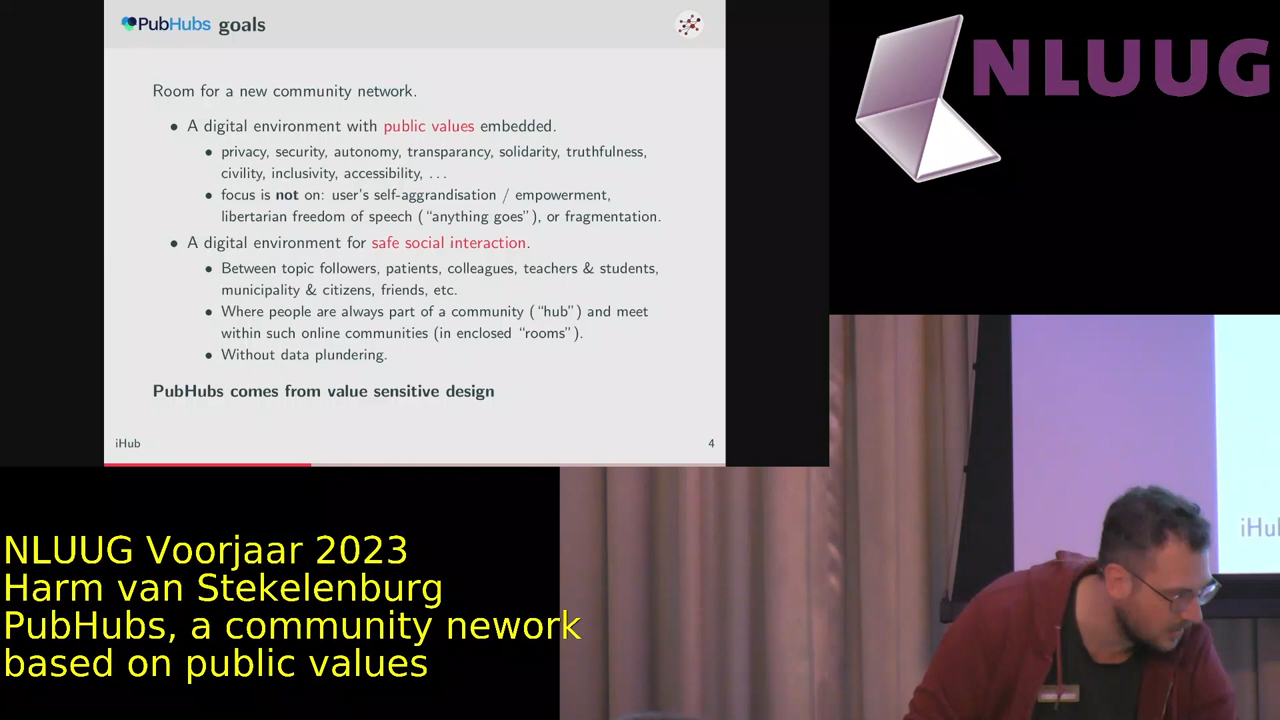 PubHubs goals
Room for a new community network.
• A digital environment with public values embedded.
• privacy, security, autonomy, transparancy, solidarity, truthfulness,
civility, inclusivity, accessibility, ...
• focus is not on: user's self-aggrandisation / empowerment,
libertarian freedom of speech ("anything goes"), or fragmentation.
• A digital environment for safe social interaction.
• Between topic followers, patients, colleagues, teachers & students,
municipality & citizens, friends, etc.
• Where people are always part of a community ("hub") and meet
within such online communities (in enclosed "rooms").
• Without data plundering.
PubHubs comes from value sensitive design
iHub 4
NLUUG
iHu
NLUUG Voorjaar 2023
Harm van Stekelenburg
PubHubs, a community nework
based on public values